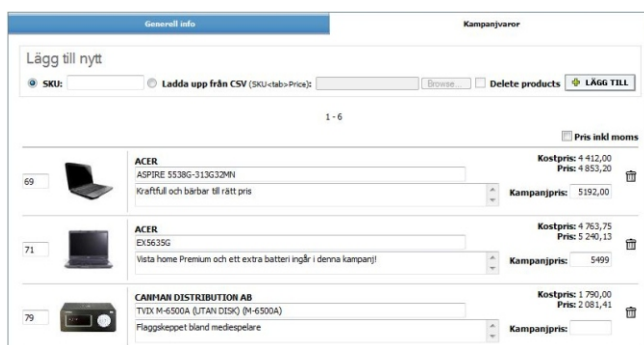 Generell info
Kampanjvaror
Lägg till nytt
SKU: Ladda upp från CSV (SKU<tab>Price): Browse... Delete products LÄGG TILL
1 - 6
Pris inkl moms
69
ACER
ASPIRE 5538G-313G32MN
Kraftfull och bärbar till rätt pris
Kostpris: 4 412,00
Pris: 4 853,20
Kampanjpris: 5192,00
71
ACER
EX5635G
Vista home Premium och ett extra batteri ingår i denna kampanj!
Kostpris: 4 763,75
Pris: 5 240,13
Kampanjpris: 5499
79
CANMAN DISTRIBUTION AB
TVIX M-6500A (UTAN DISK) (M-6500A)
Flaggskeppet bland mediespelare
Kostpris: 1 790,00
Pris: 2 081,41
Kampanjpris: